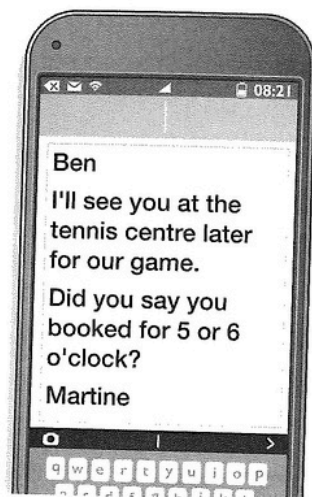 08:21
Ben
I'll see you at the
tennis centre later
for our game.
Did you say you
booked for 5 or 6
o'clock?
Martine
q w e r t y u i o p